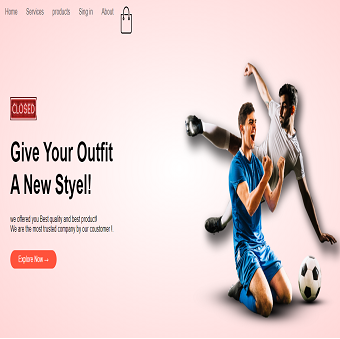 Home Services products Sing in About
CLOSED
Give Your Outfit
A New Styel!
we offered you Best quality and best product!
We are the most trusted company by our coustomer !.
Explore Now →